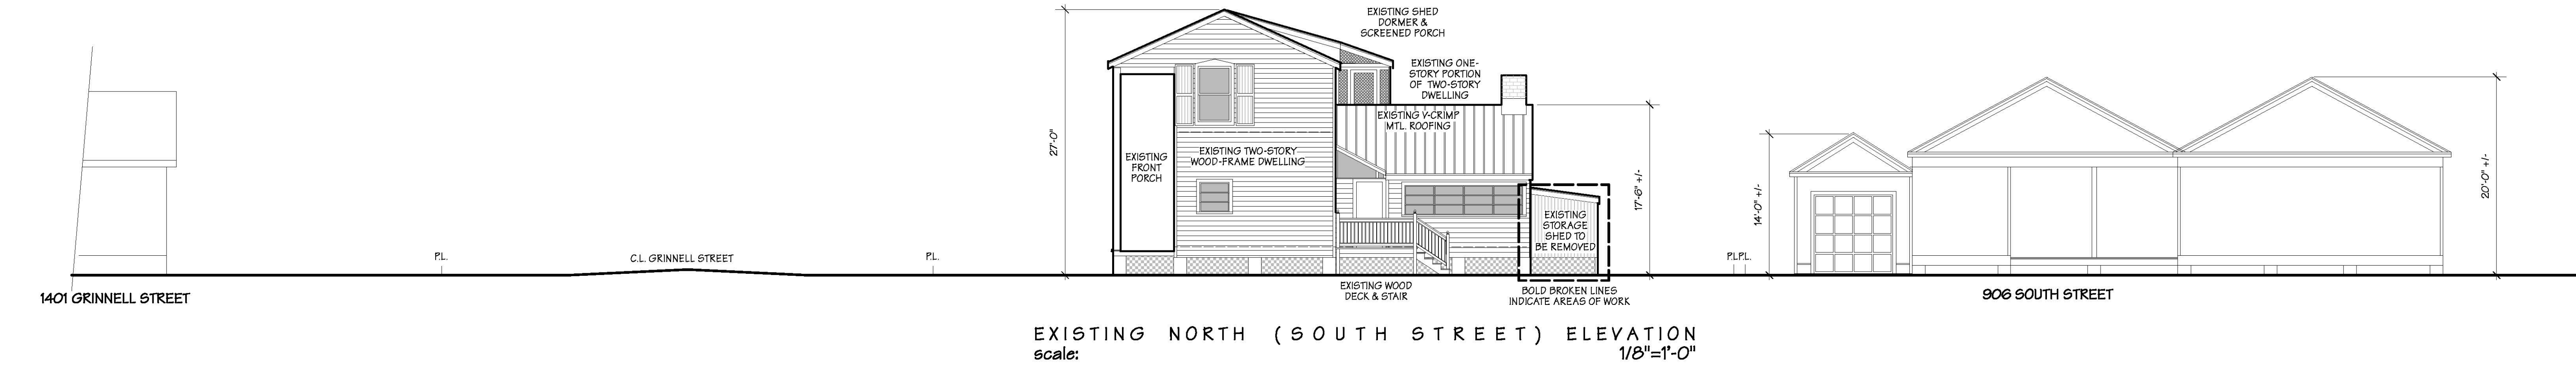 EXISTING SHED
DORMER &
SCREENED PORCH
EXISTING ONE-
STORY PORTION
OF TWO-STORY
DWELLING
EXISTING V-CRIMP
MTL. ROOFING
27'-0"
EXISTING
FRONT
PORCH
EXISTING TWO-STORY
WOOD-FRAME DWELLING
17'-6" +/-
14'-0" +/-
20'-0" +/-
EXISTING
STORAGE
SHED TO
BE REMOVED
P.L.
C.L. GRINNELL STREET
P.L.
P.L.
P.L.
1401 GRINNELL STREET
EXISTING WOOD
DECK & STAIR
BOLD BROKEN LINES
INDICATE AREAS OF WORK
906 SOUTH STREET
EXISTING NORTH (SOUTH STREET) ELEVATION
scale: 1/8"=1'-0"